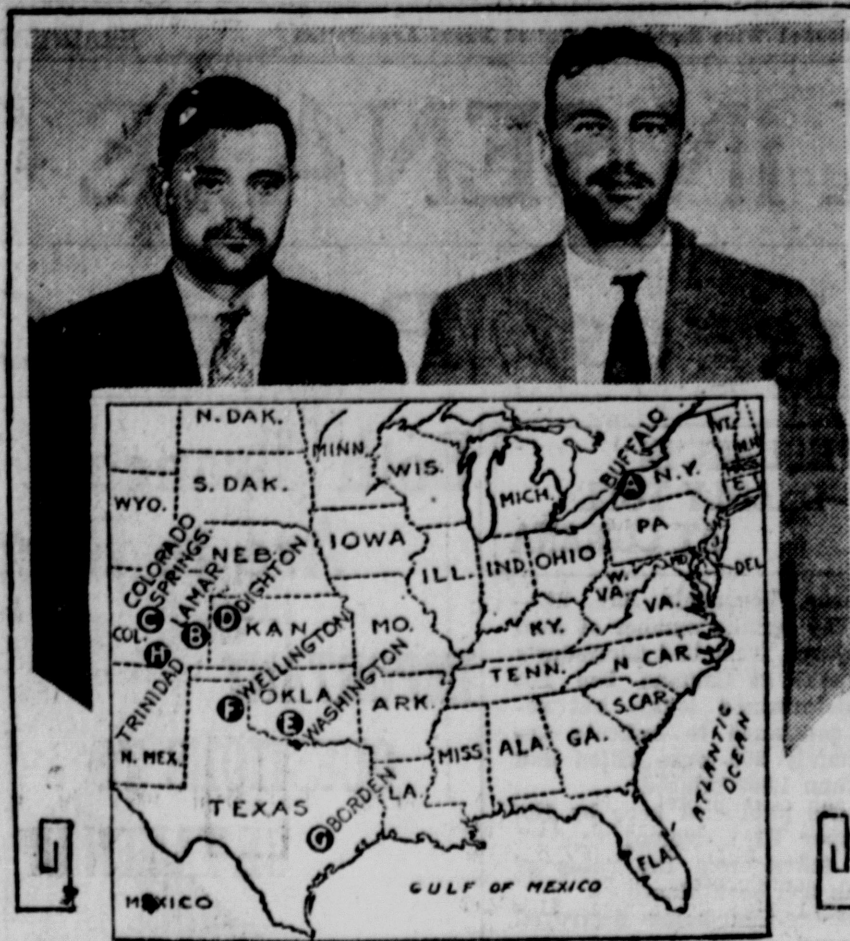 N. DAK.
MINN.
WIS.
MICH.
BUFFALO
A
N.Y.
VT.
WYO.
S. DAK.
PA
COLORADO
SPRINGS.
LAMAR
NEB.
DIGHTON
IOWA
ILL.
IND.
OHIO
W.
VA.
VA.
MD.
DEL
C
B
D
COL.
H
KAN
MO.
KY.
TRINIDAD
WELLINGTON
F
OKLA.
E
WASHINGTON
ARK.
TENN.
N CAR
S.CAR
N. MEX.
TEXAS
MISS
ALA.
GA.
LA.
ATLANTIC
OCEAN
G
BORDEN
FLA.
MEXICO
GULF OF MEXICO